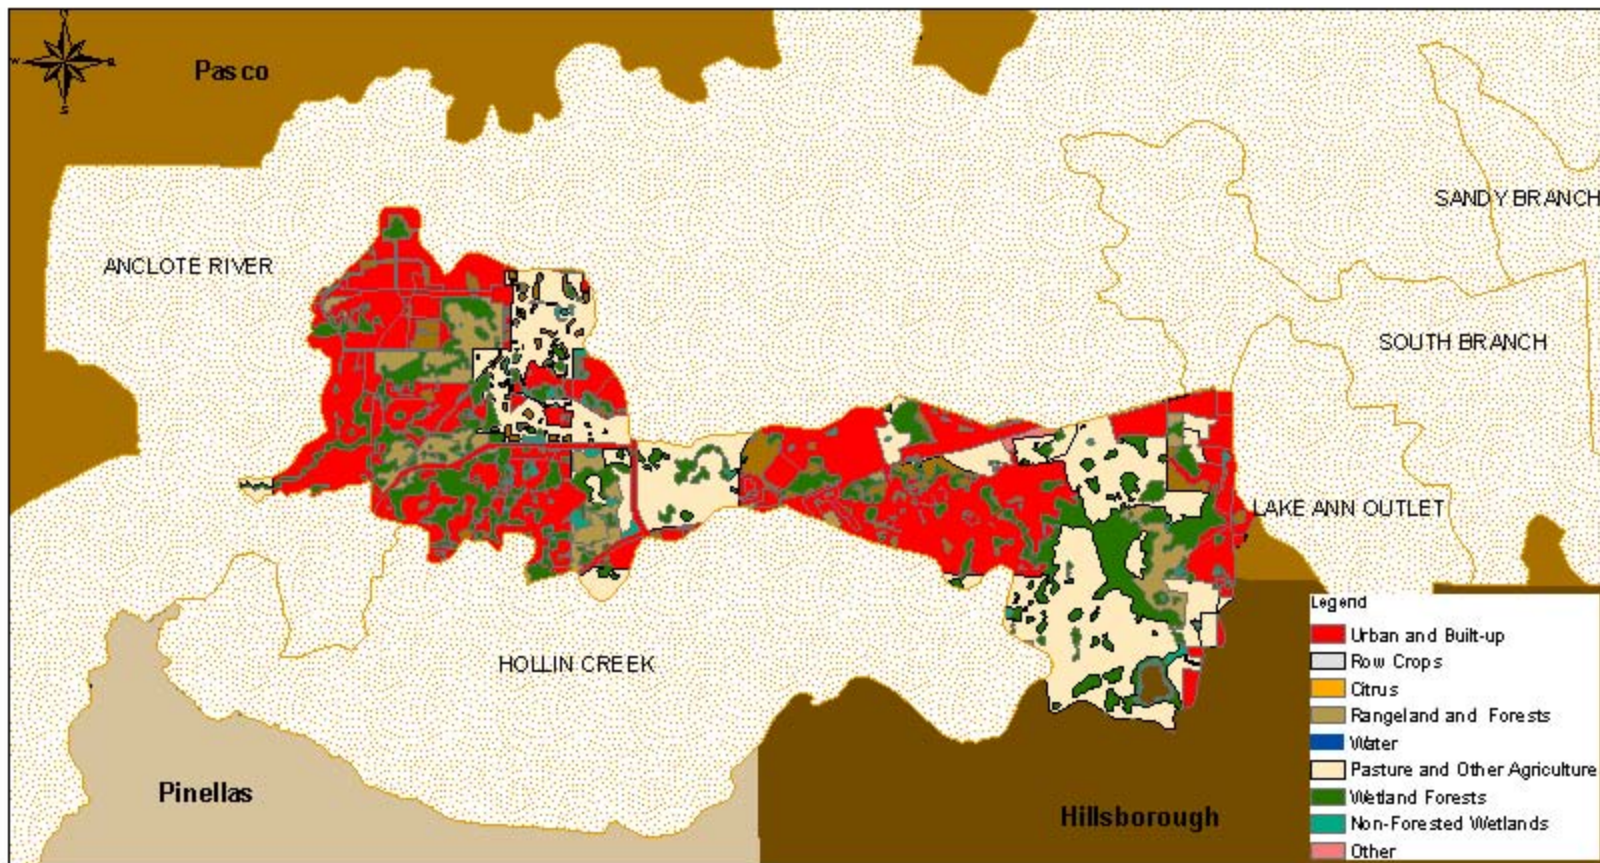 Pasco
W
S
SANDY BRANCH
ANCLOTE RIVER
SOUTH BRANCH
LAKE ANN OUTLET
HOLLIN CREEK
Pinellas
Hillsborough
Legend
Urban and Built-up
Row Crops
Citrus
Rangeland and Forests
Water
Pasture and Other Agriculture
Wetland Forests
Non-Forested Wetlands
Other